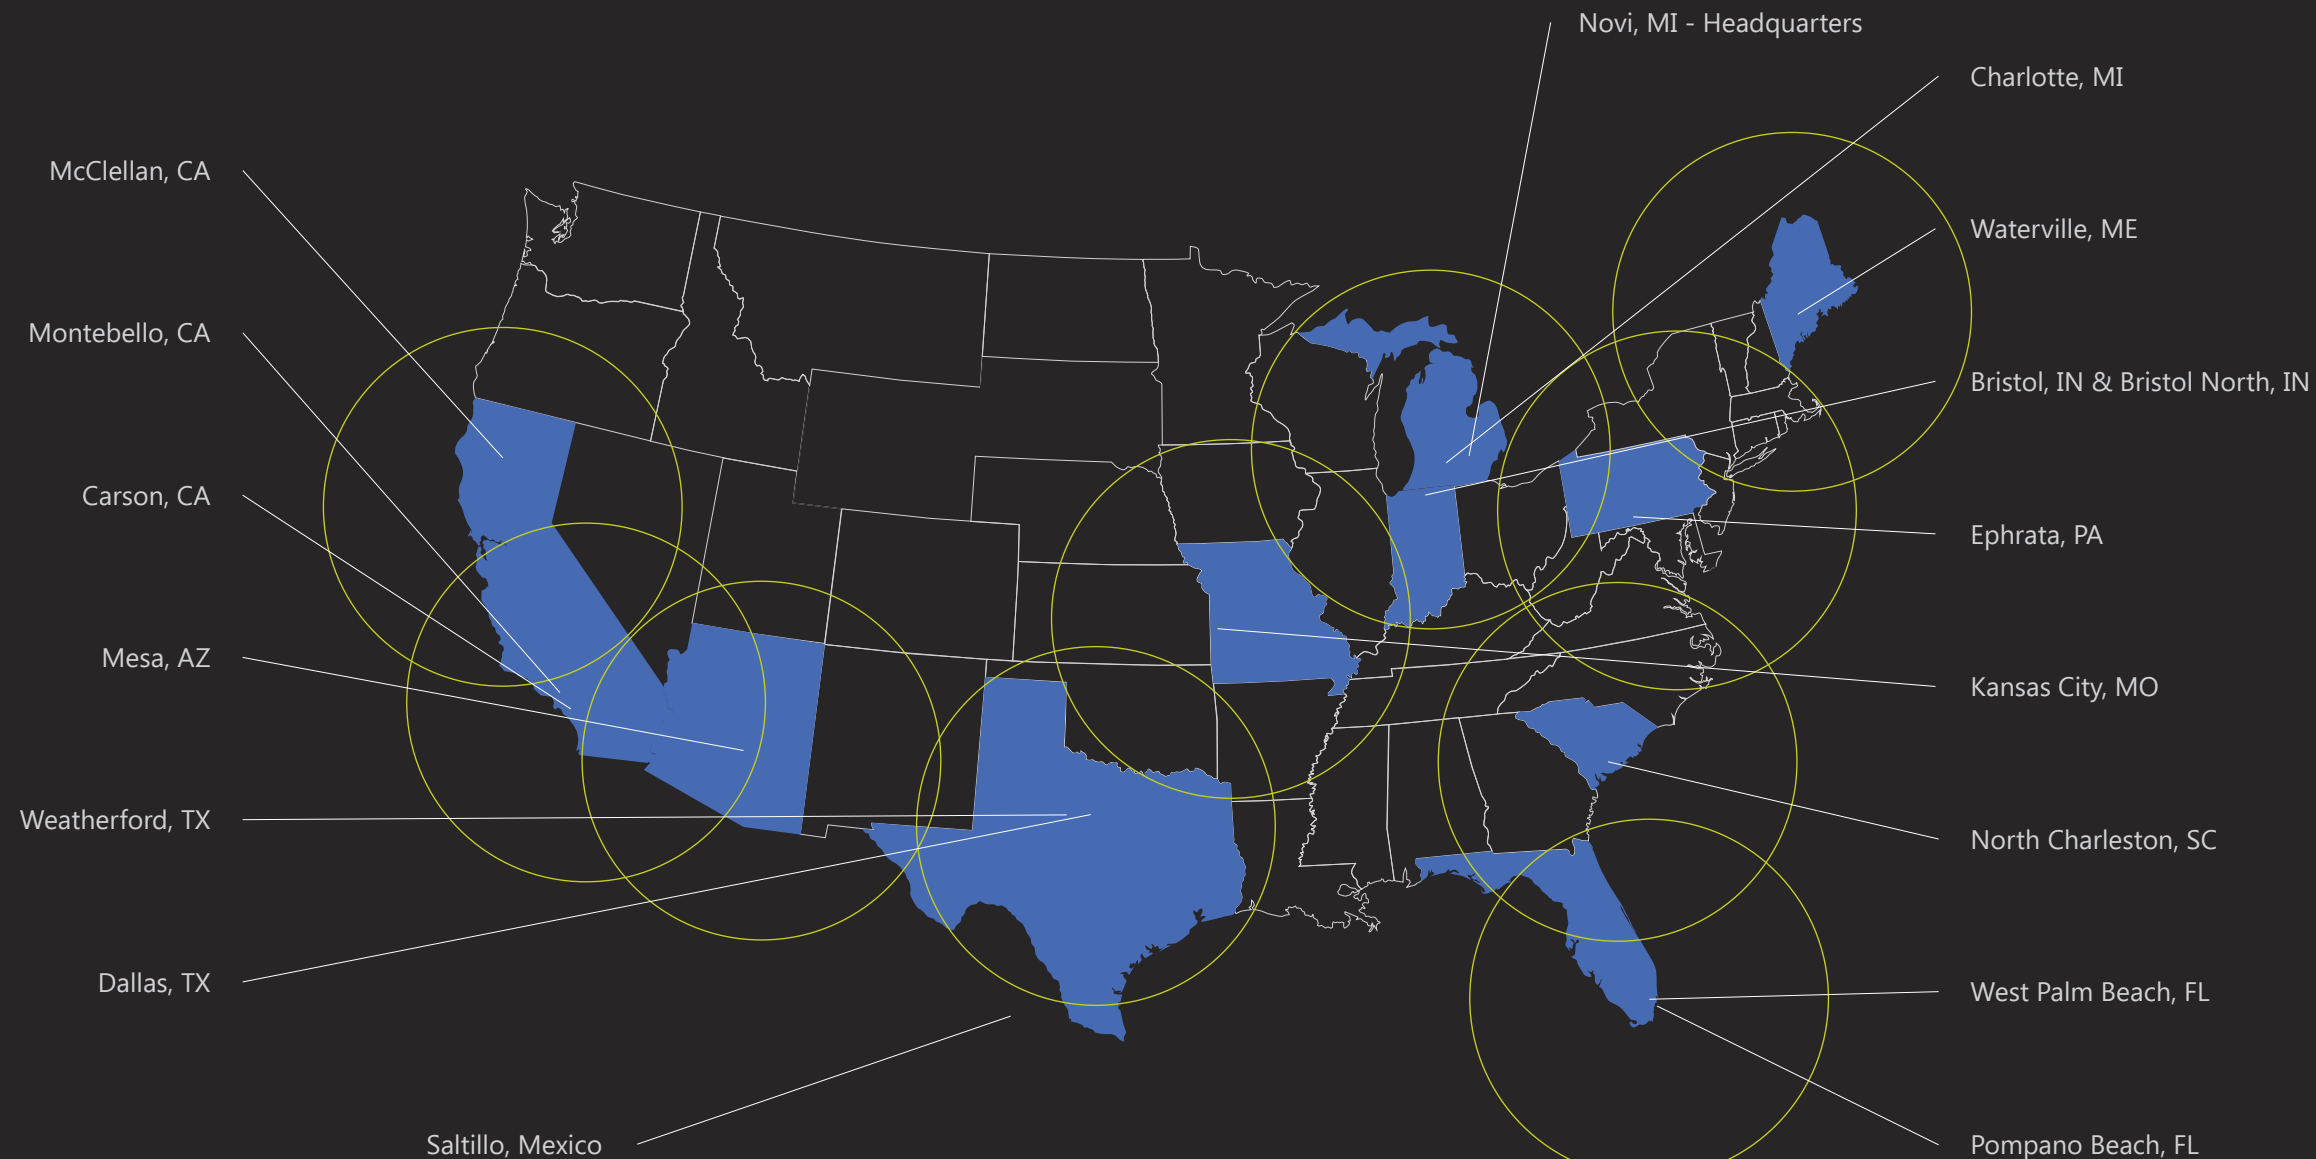 Novi, MI - Headquarters
Charlotte, MI
McClellan, CA
Waterville, ME
Montebello, CA
Bristol, IN & Bristol North, IN
Carson, CA
Ephrata, PA
Mesa, AZ
Kansas City, MO
Weatherford, TX
North Charleston, SC
Dallas, TX
West Palm Beach, FL
Saltillo, Mexico
Pompano Beach, FL